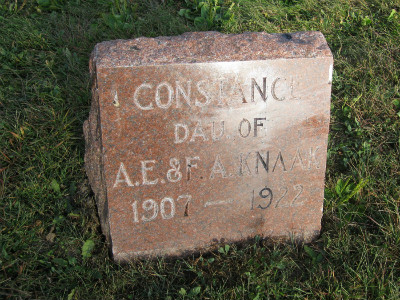 CONSTANCE
DAU OF
A.E. & F.A. KNAAK
1907 — 1922